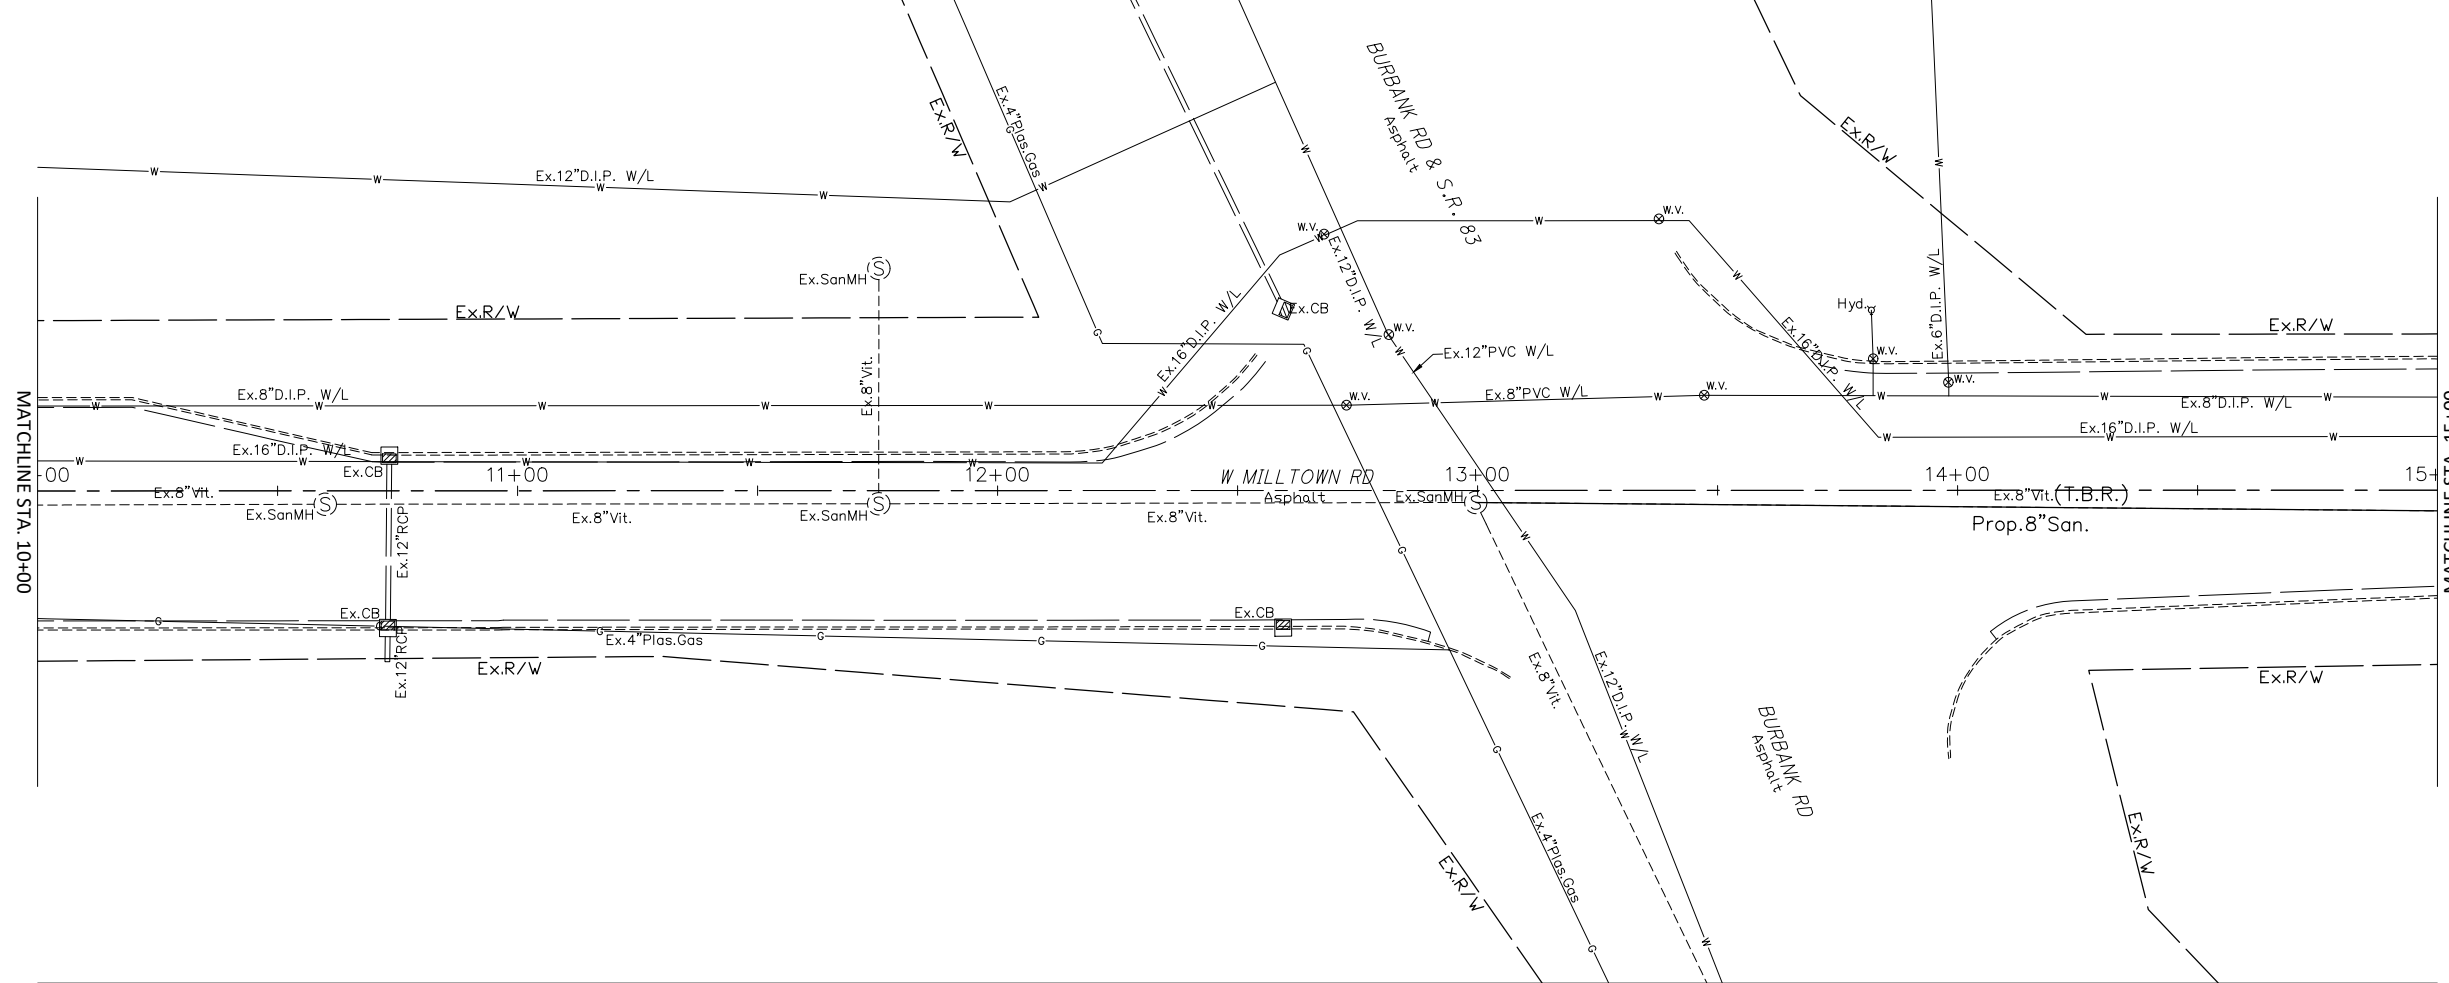 BURBANK RD & S.R. 83
Asphalt
Ex.R/W
Ex.4"Plas.Gas
G
W
Ex.R/W
Ex.12"D.I.P. W/L
W
W
W
W
W
W
W.V.
W.V.
W
W
Ex.SanMH
S
Ex.12"D.I.P. W/L
Ex.6"D.I.P. W/L
Ex.16"D.I.P. W/L
Hyd.
Ex.CB
Ex.R/W
Ex.R/W
W.V.
G
G
W
Ex.12"PVC W/L
W.V.
Ex.16"D.I.P. W/L
Ex.8"Vit.
W.V.
MATCHLINE STA. 10+00
Ex.8"D.I.P. W/L
W
W
W
W
W
W
W
W.V.
W
Ex.8"PVC W/L
W
W.V.
W
W
Ex.8"D.I.P. W/L
W
Ex.16"D.I.P. W/L
W
W
W
W
W
Ex.16"D.I.P. W/L
W
W
W
Ex.CB
00
11+00
12+00
W MILLTOWN RD
13+00
14+00
15+
Ex.8"Vit.
Asphalt
Ex.SanMH
S
Ex.8"Vit.(T.B.R.)
Ex.SanMH
S
Ex.8"Vit.
Ex.SanMH
S
Ex.8"Vit.
Prop.8"San.
Ex.12"RCP
G
W
Ex.CB
Ex.CB
G
G
Ex.4"Plas.Gas
G
G
G
Ex.12"RCP
Ex.R/W
Ex.8"Vit.
Ex.12"D.I.P. W/L
W
Ex.R/W
BURBANK RD
Asphalt
G
Ex.4"Plas.Gas
Ex.R/W
Ex.R/W
G
W